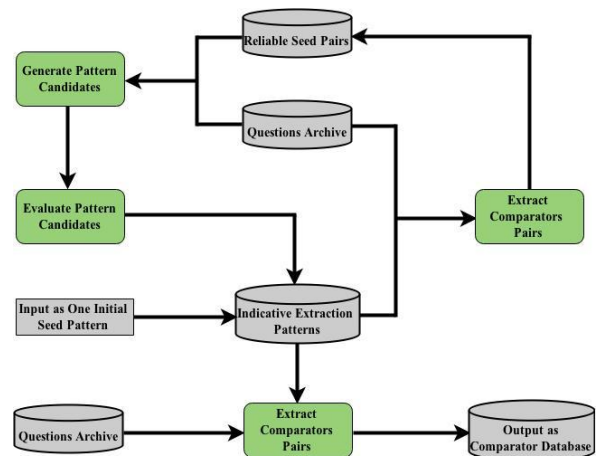 Reliable Seed Pairs
Generate Pattern
Candidates
Questions Archive
Evaluate Pattern
Candidates
Extract
Comparators
Pairs
Input as One Initial
Seed Pattern
Indicative Extraction
Patterns
Questions Archive
Extract
Comparators
Pairs
Output as
Comparator Database